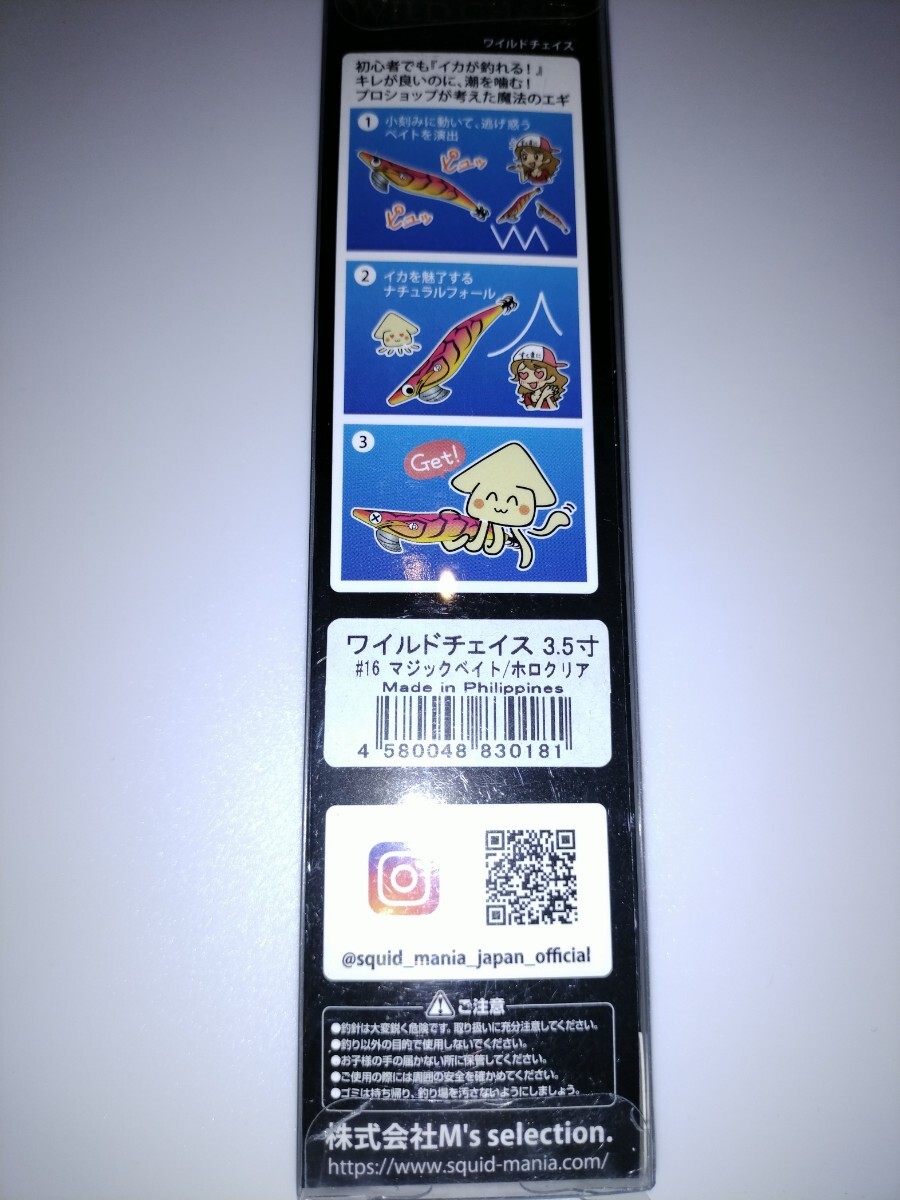 ワイルドチェイス
初心者でも『イカが釣れる！』
キレが良いのに、潮を噛む！
プロショップが考えた魔法のエギ
1 小刻みに動いて、逃げ惑う
ベイトを演出
ピュッ
ピュッ
2 イカを魅了する
ナチュラルフォール
3
Get!
ワイルドチェイス 3.5寸
#16 マジックベイト/ホロクリア
Made in Philippines
4 580048 830181
@squid_mania_japan_official
ご注意
●釣針は大変鋭く危険です。取り扱いに充分注意してください。
●釣り以外の目的で使用しないでください。
●お子様の手の届かない所に保管してください。
●ご使用の際には周囲の安全を確かめてください。
●ゴミは持ち帰り、釣り場を汚さないようにしましょう。
株式会社M's selection.
https://www.squid-mania.com/